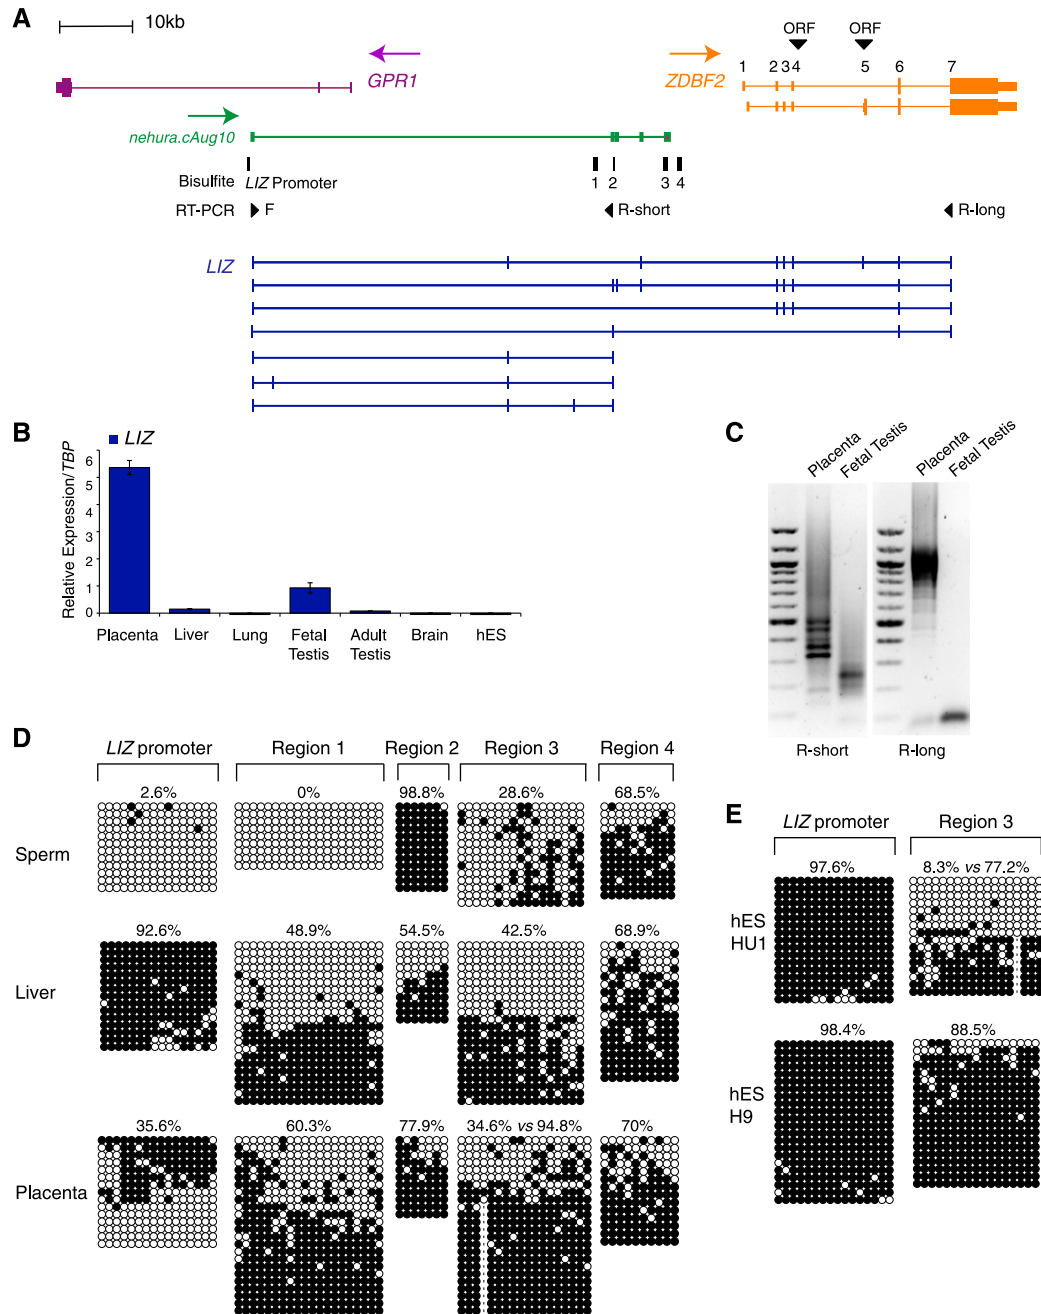 A
10kb
ORF ORF
GPR1
ZDBF2
1 2 3 4 5 6 7
nehura.cAug10
Bisulfite LIZ Promoter 1 2 3 4
RT-PCR F R-short R-long
LIZ
B
LIZ
Relative Expression/TBP
6
5
4
3
2
1
0
Placenta Liver Lung Fetal Testis Adult Testis Brain hES
C
Placenta Fetal Testis Placenta Fetal Testis
R-short R-long
D
LIZ promoter Region 1 Region 2 Region 3 Region 4
2.6% 0% 98.8% 28.6% 68.5%
Sperm
92.6% 48.9% 54.5% 42.5% 68.9%
Liver
35.6% 60.3% 77.9% 34.6% vs 94.8% 70%
Placenta
E
LIZ promoter Region 3
97.6% 8.3% vs 77.2%
hES
HU1
98.4% 88.5%
hES
H9